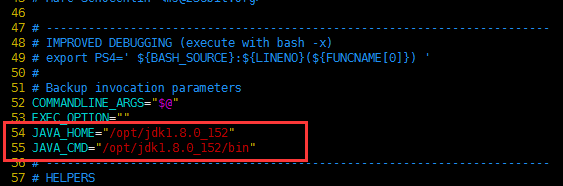 46
47 # ------------------------------------------------------------------------
48 # IMPROVED DEBUGGING (execute with bash -x)
49 # export PS4=' ${BASH_SOURCE}:${LINENO}(${FUNCNAME[0]}) '
50 #
51 # Backup invocation parameters
52 COMMANDLINE_ARGS="$@"
53 EXEC_OPTION=""
54 JAVA_HOME="/opt/jdk1.8.0_152"
55 JAVA_CMD="/opt/jdk1.8.0_152/bin"
56 # ------------------------------------------------------------------------
57 # HELPERS